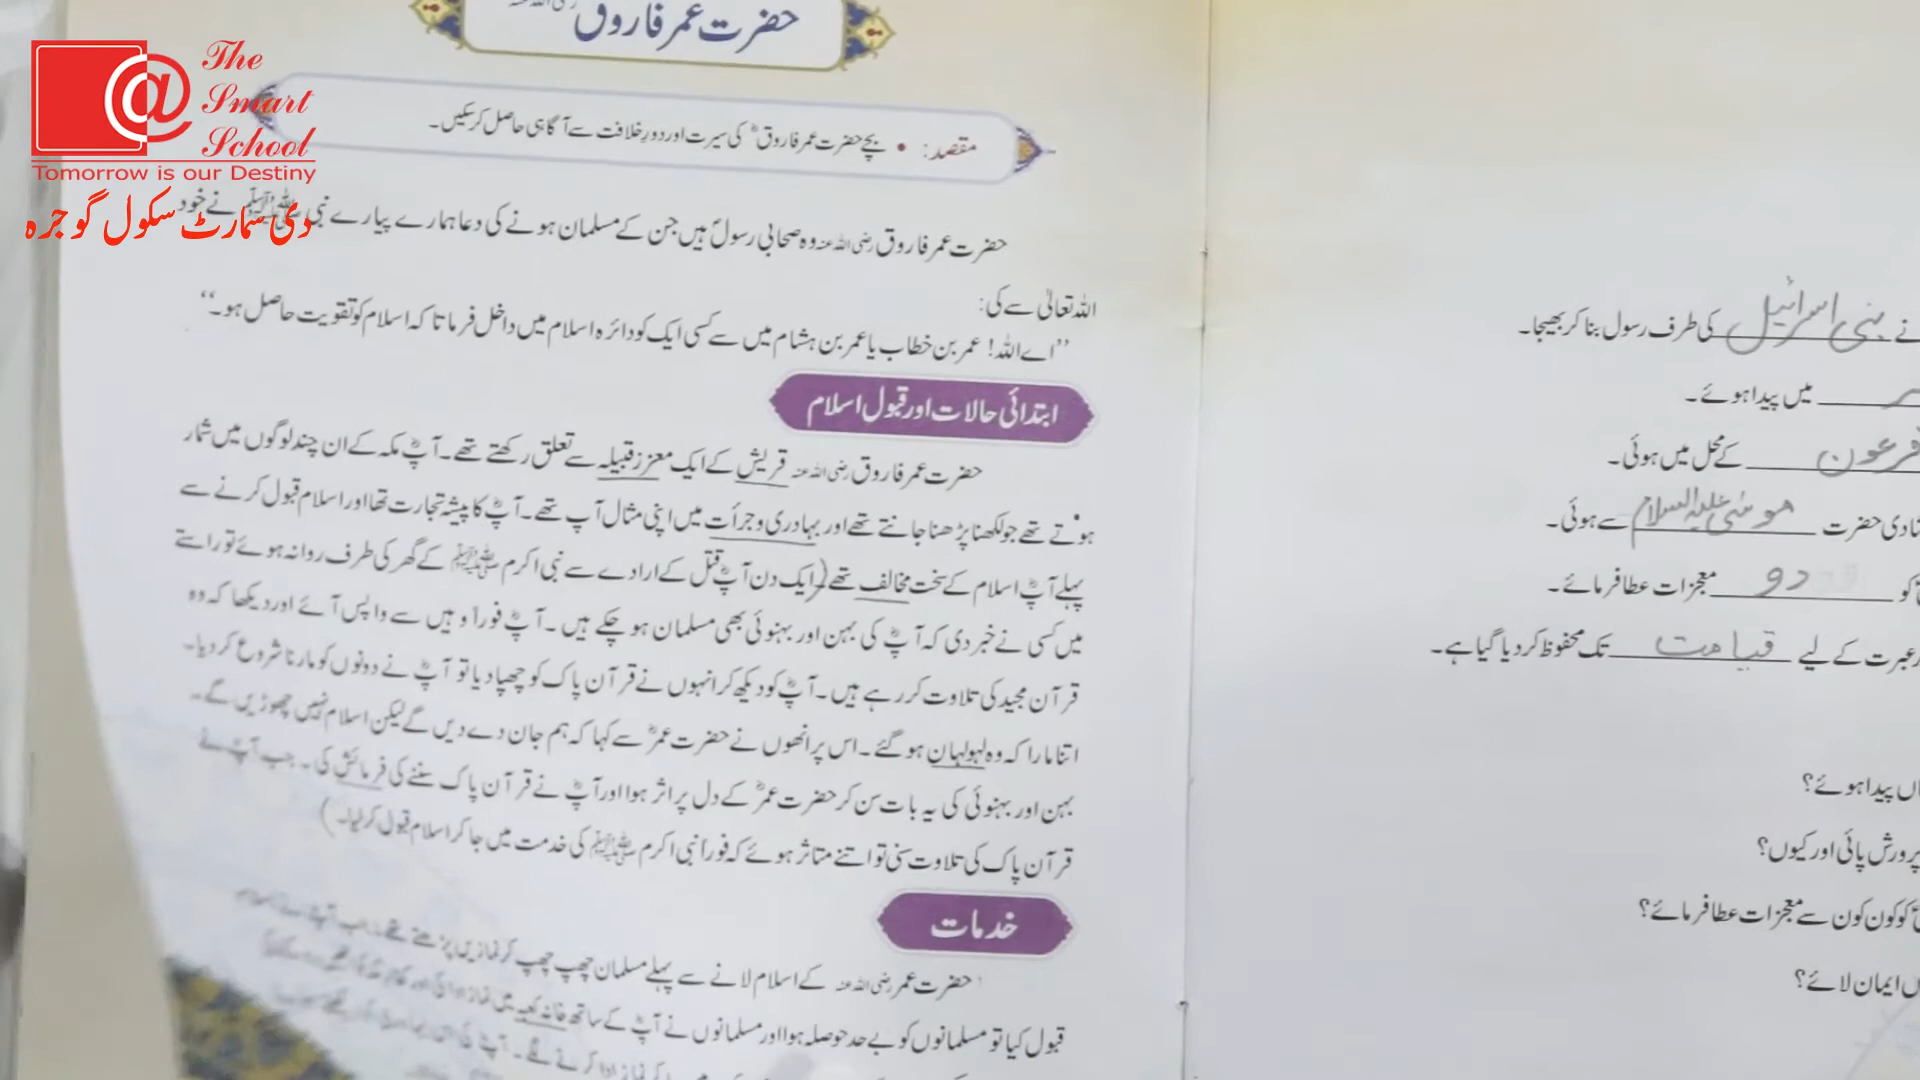 The
Smart
School
Tomorrow is our Destiny
دی سمارٹ سکول گوجرہ
حضرت عمر فاروق
مقصد: • بچے حضرت عمر فاروقؓ کی سیرت اور دور خلافت سے آگاہی حاصل کر سکیں۔
حضرت عمر فاروق رضی اللہ عنہ وہ صحابی رسولؐ ہیں جن کے مسلمان ہونے کی دعا ہمارے پیارے نبی ﷺ نے خود
اللہ تعالیٰ سے کی:
”اے اللہ! عمر بن خطاب یا عمر بن ہشام میں سے کسی ایک کو دائرہ اسلام میں داخل فرما تا کہ اسلام کو تقویت حاصل ہو۔“
ابتدائی حالات اور قبول اسلام
حضرت عمر فاروق رضی اللہ عنہ قریش کے ایک معزز قبیلہ سے تعلق رکھتے تھے۔ آپؓ مکہ کے ان چند لوگوں میں شمار
ہوتے تھے جو لکھنا پڑھنا جانتے تھے اور بہادری و جرأت میں اپنی مثال آپ تھے۔ آپؓ کا پیشہ تجارت تھا اور اسلام قبول کرنے سے
پہلے آپؓ اسلام کے سخت مخالف تھے (ایک دن آپؓ قتل کے ارادے سے نبی اکرم ﷺ کے گھر کی طرف روانہ ہوئے تو راستے
میں کسی نے خبر دی کہ آپؓ کی بہن اور بہنوئی بھی مسلمان ہو چکے ہیں۔ آپؓ فوراً وہیں سے واپس آئے اور دیکھا کہ وہ
قرآن مجید کی تلاوت کر رہے ہیں۔ آپؓ کو دیکھ کر انہوں نے قرآن پاک کو چھپا دیا تو آپؓ نے دونوں کو مارنا شروع کر دیا۔
اتنا مارا کہ وہ لہولہان ہو گئے۔ اس پر انھوں نے حضرت عمرؓ سے کہا کہ ہم جان دے دیں گے لیکن اسلام نہیں چھوڑیں گے۔
بہن اور بہنوئی کی یہ بات سن کر حضرت عمرؓ کے دل پر اثر ہوا اور آپؓ نے قرآن پاک سننے کی فرمائش کی۔ جب آپؓ نے
قرآن پاک کی تلاوت سنی تو اتنے متاثر ہوئے کہ فوراً نبی اکرم ﷺ کی خدمت میں جا کر اسلام قبول کر لیا۔)
خدمات
حضرت عمر رضی اللہ عنہ کے اسلام لانے سے پہلے مسلمان چھپ چھپ کر نمازیں پڑھتے تھے
قبول کیا تو مسلمانوں کو بے حد حوصلہ ہوا اور مسلمانوں نے آپؓ کے ساتھ خانہ کعبہ میں نماز
نے بنی اسرائیل کی طرف رسول بنا کر بھیجا۔
میں پیدا ہوئے۔
فرعون کے محل میں ہوئی۔
حضرت موسیٰ علیہ السلام سے ہوئی۔
کو دو معجزات عطا فرمائے۔
عبرت کے لیے قیامت تک محفوظ کر دیا گیا ہے۔
پیدا ہوئے؟
پرورش پائی اور کیوں؟
کو کون کون سے معجزات عطا فرمائے؟
ایمان لائے؟